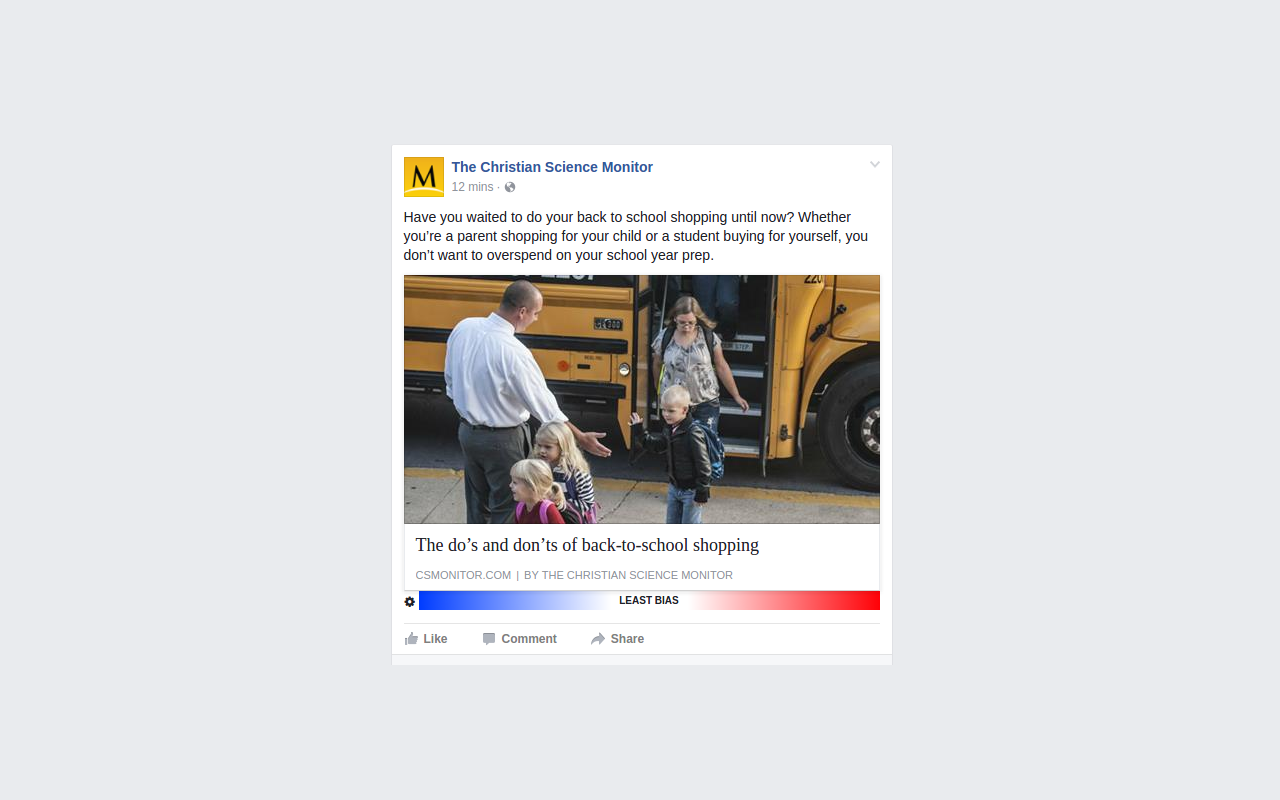 M
The Christian Science Monitor
12 mins ·
Have you waited to do your back to school shopping until now? Whether
you’re a parent shopping for your child or a student buying for yourself, you
don’t want to overspend on your school year prep.
220
STEP
The do’s and don’ts of back-to-school shopping
CSMONITOR.COM | BY THE CHRISTIAN SCIENCE MONITOR
LEAST BIAS
Like Comment Share